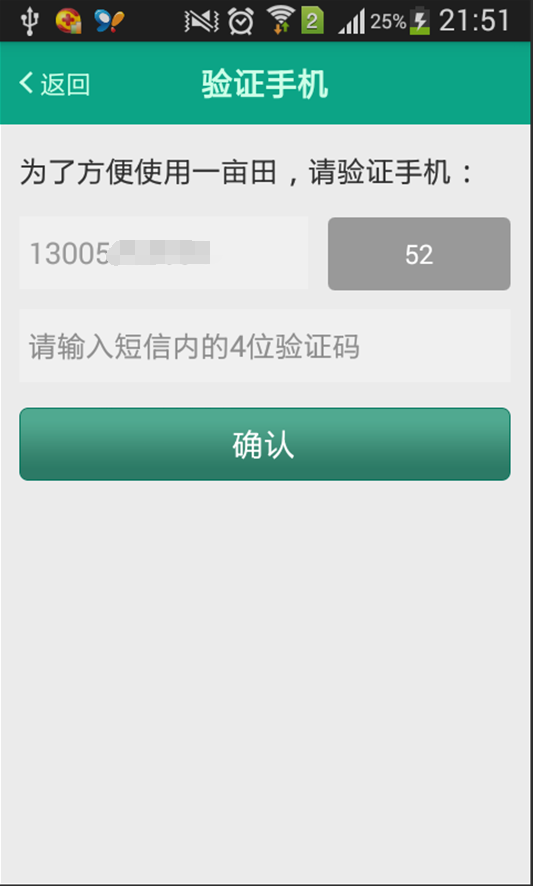 2 25% 21:51
返回 验证手机
为了方便使用一亩田，请验证手机：
13005 52
请输入短信内的4位验证码
确认